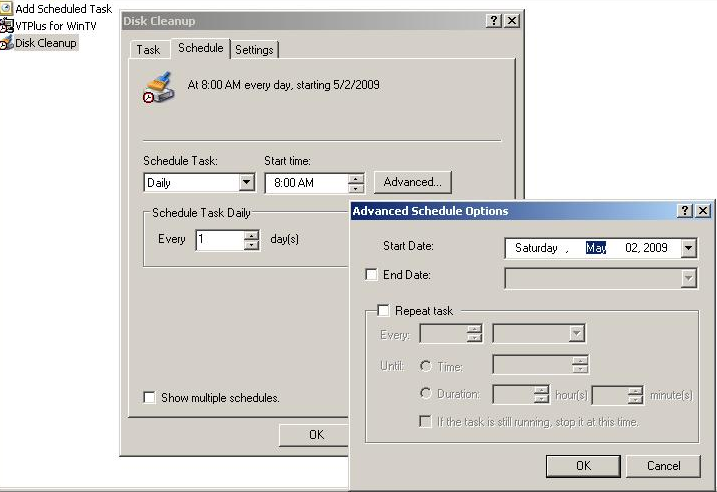 Add Scheduled Task
VTPlus for WinTV
Disk Cleanup
Disk Cleanup
Task Schedule Settings
At 8:00 AM every day, starting 5/2/2009
Schedule Task: Start time:
Daily 8:00 AM Advanced...
Schedule Task Daily
Every 1 day(s)
Show multiple schedules.
OK
Advanced Schedule Options
Start Date: Saturday , May 02, 2009
End Date:
Repeat task
Every:
Until: Time:
Duration: hour(s) minute(s)
If the task is still running, stop it at this time.
OK Cancel